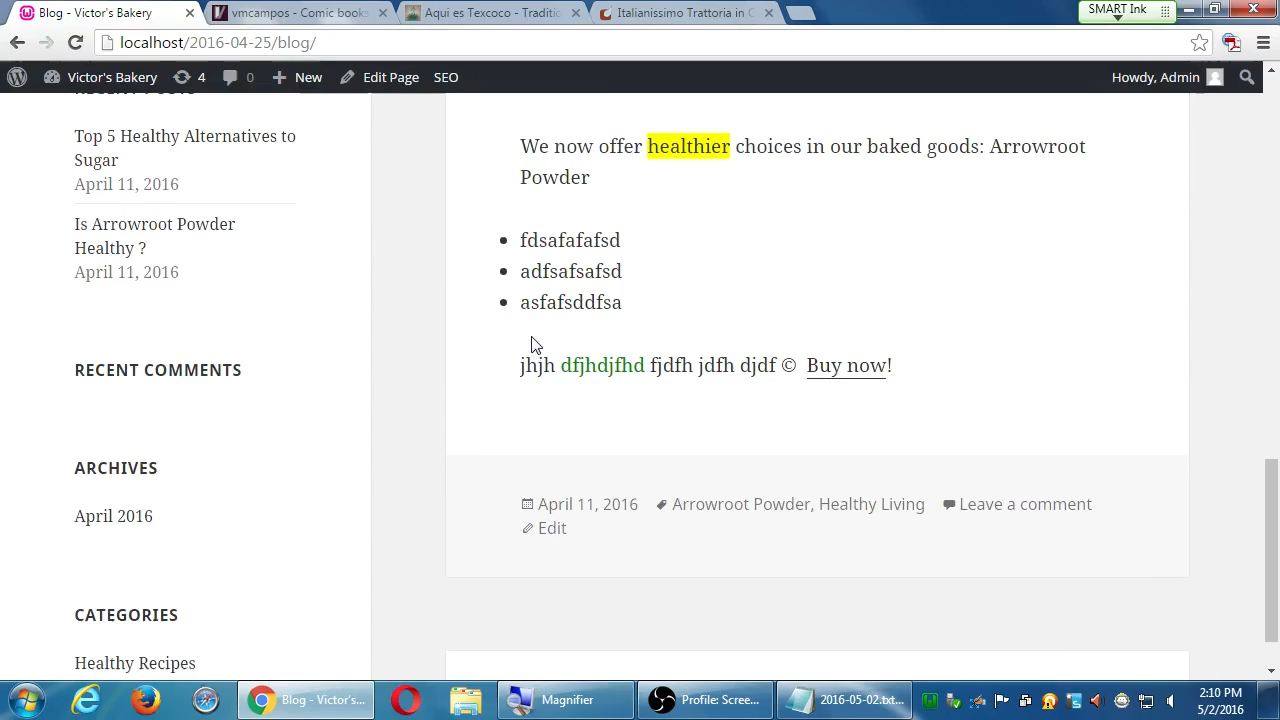 Blog - Victor's Bakery
vmcampos - Comic books
Aqui es Texcoco - Traditio
Italianissimo Trattoria in C
SMART Ink
localhost/2016-04-25/blog/
Victor's Bakery 4 0 New Edit Page SEO Howdy, Admin
Top 5 Healthy Alternatives to
Sugar
April 11, 2016
Is Arrowroot Powder
Healthy ?
April 11, 2016
RECENT COMMENTS
ARCHIVES
April 2016
CATEGORIES
Healthy Recipes
We now offer healthier choices in our baked goods: Arrowroot
Powder
fdsafafafsd
adfsafsafsd
asfafsddfsa
jhjh dfjhdjfhd fjdfh jdfh djdf © Buy now!
April 11, 2016 Arrowroot Powder, Healthy Living Leave a comment
Edit
Blog - Victor's...
Magnifier
Profile: Scree...
2016-05-02.txt...
2:10 PM
5/2/2016